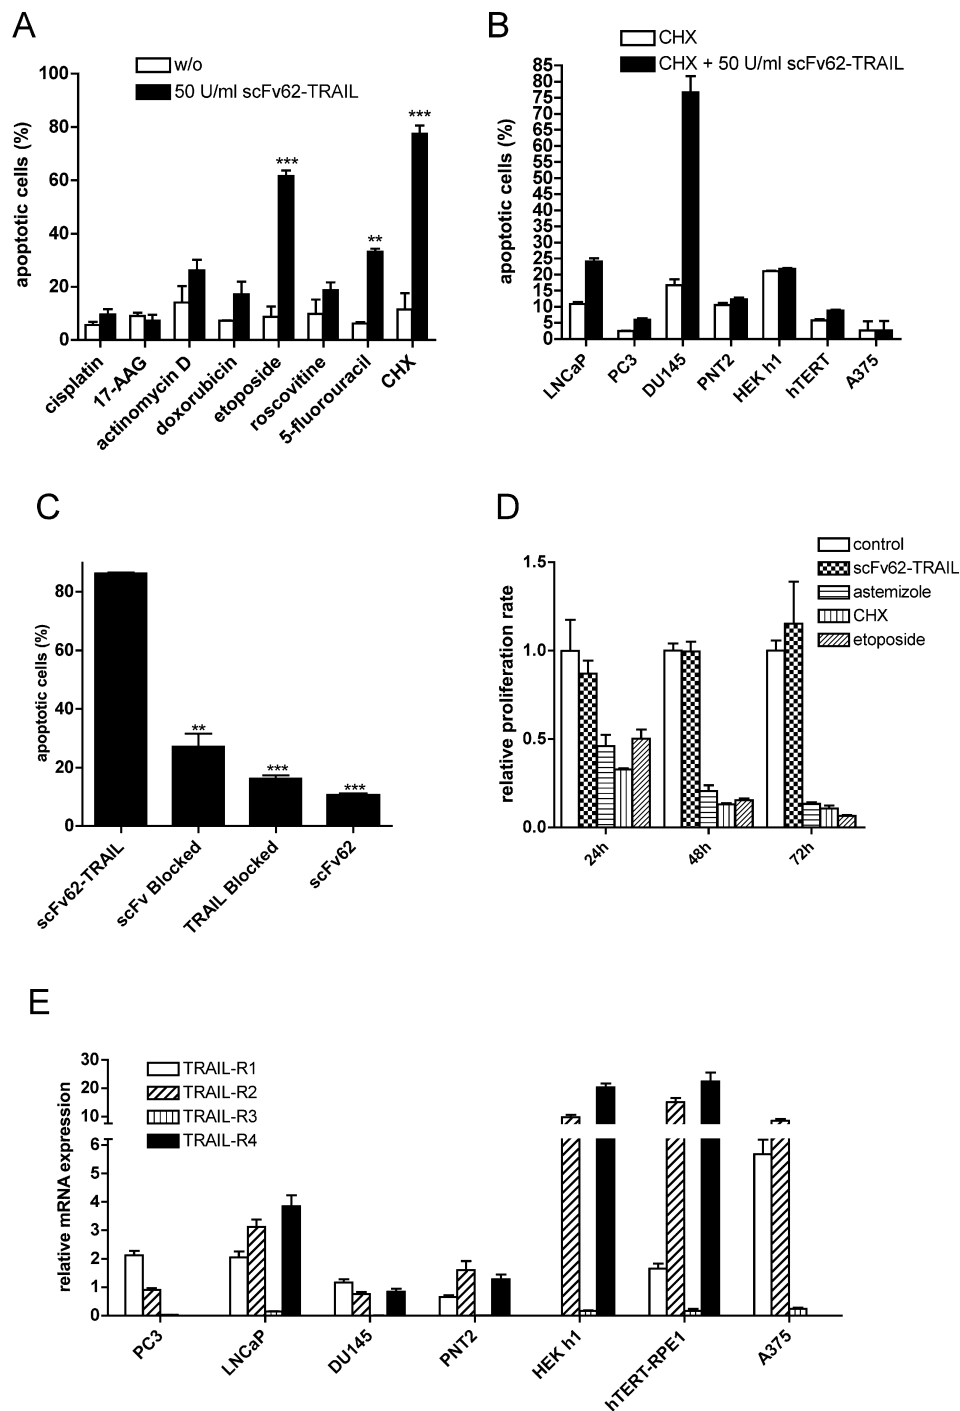 A
w/o
50 U/ml scFv62-TRAIL
apoptotic cells (%)
100
80
60
40
20
0
***
**
***
cisplatin
17-AAG
actinomycin D
doxorubicin
etoposide
roscovitine
5-fluorouracil
CHX
B
CHX
CHX + 50 U/ml scFv62-TRAIL
apoptotic cells (%)
85
80
75
70
65
60
55
50
45
40
35
30
25
20
15
10
5
0
LNCaP
PC3
DU145
PNT2
HEK h1
hTERT
A375
C
apoptotic cells (%)
80
60
40
20
0
**
***
***
scFv62-TRAIL
scFv Blocked
TRAIL Blocked
scFv62
D
control
scFv62-TRAIL
astemizole
CHX
etoposide
relative proliferation rate
1.5
1.0
0.5
0.0
24h
48h
72h
E
TRAIL-R1
TRAIL-R2
TRAIL-R3
TRAIL-R4
relative mRNA expression
30
20
10
6
5
4
3
2
1
0
PC3
LNCaP
DU145
PNT2
HEK h1
hTERT-RPE1
A375